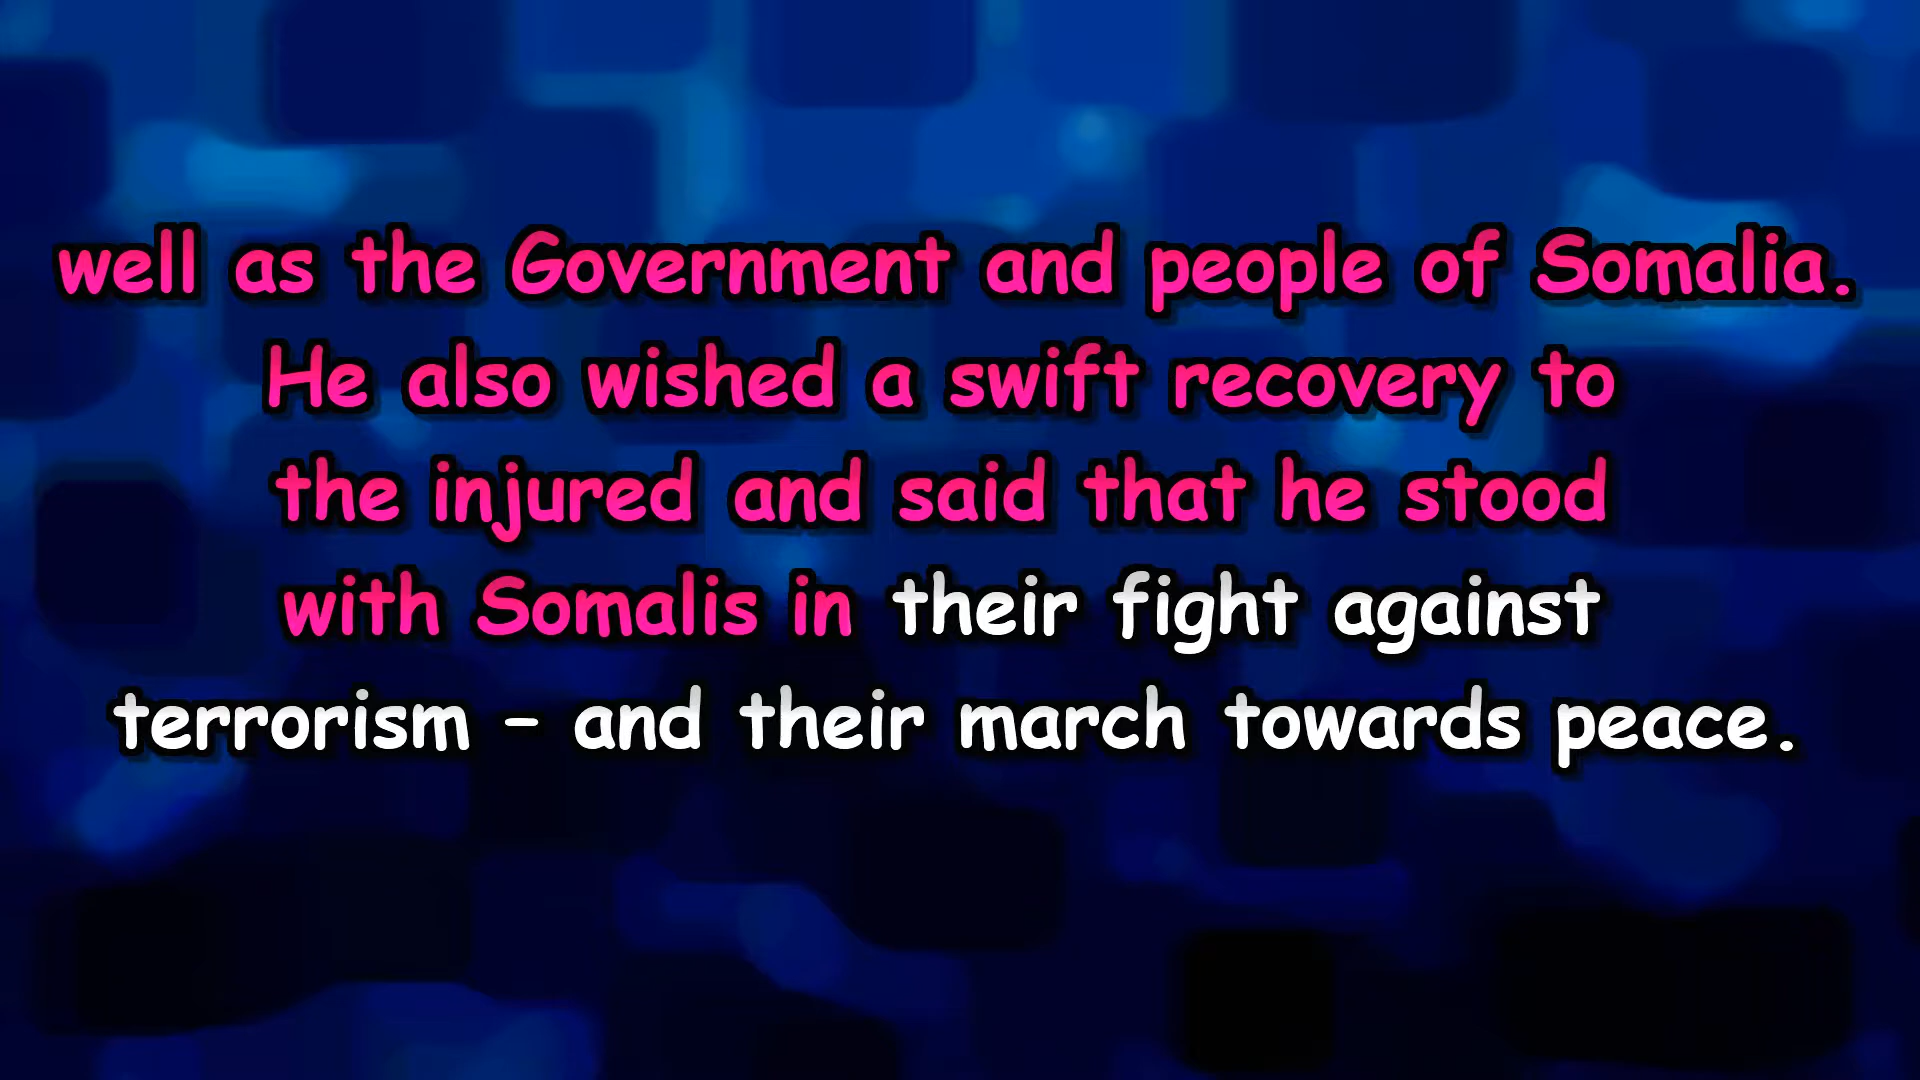 well as the Government and people of Somalia.
He also wished a swift recovery to
the injured and said that he stood
with Somalis in their fight against
terrorism – and their march towards peace.